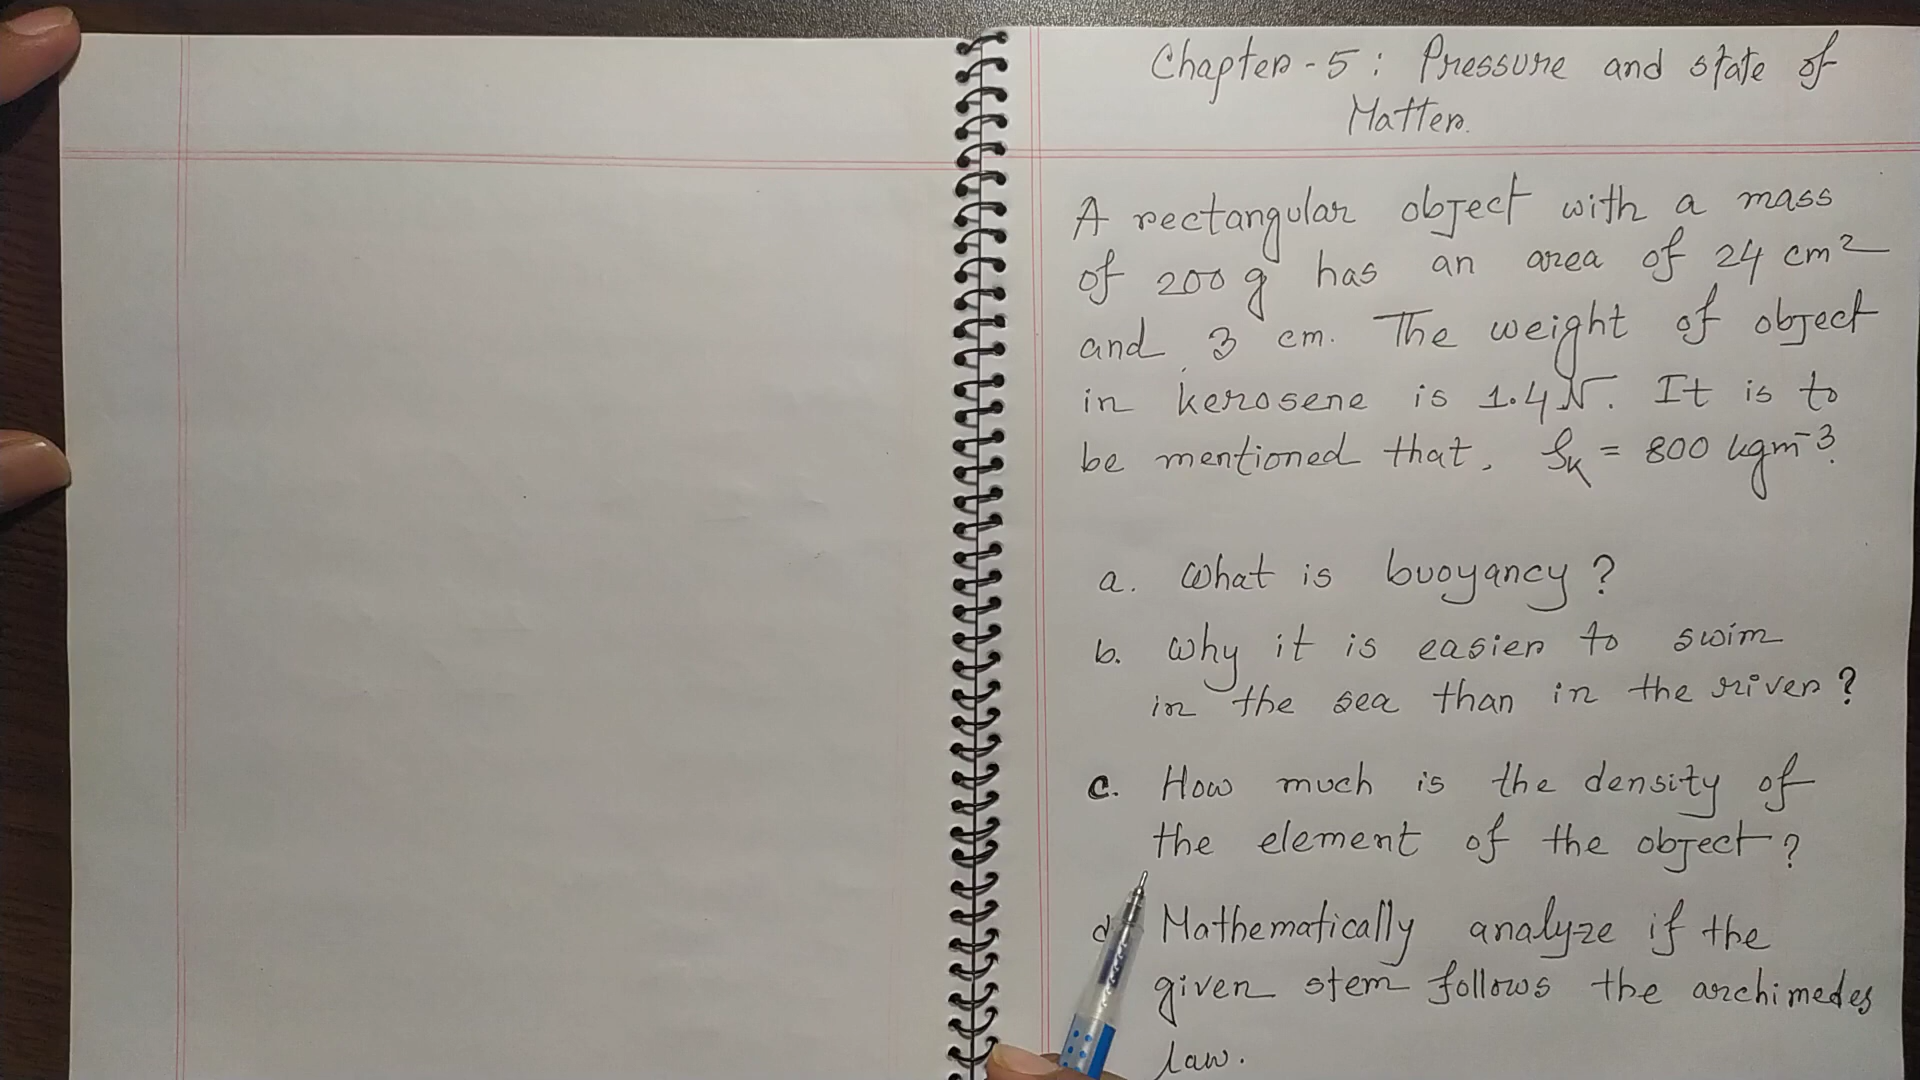 Chapter - 5 : Pressure and state of
Matter.
A rectangular object with a mass
of 200 g has an area of 24 cm²
and 3 cm. The weight of object
in kerosene is 1.4 N. It is to
be mentioned that, ρₖ = 800 kgm⁻³.
a. What is buoyancy ?
b. Why it is easier to swim
in the sea than in the river ?
c. How much is the density of
the element of the object ?
d. Mathematically analyze if the
given stem follows the archimedes
law.